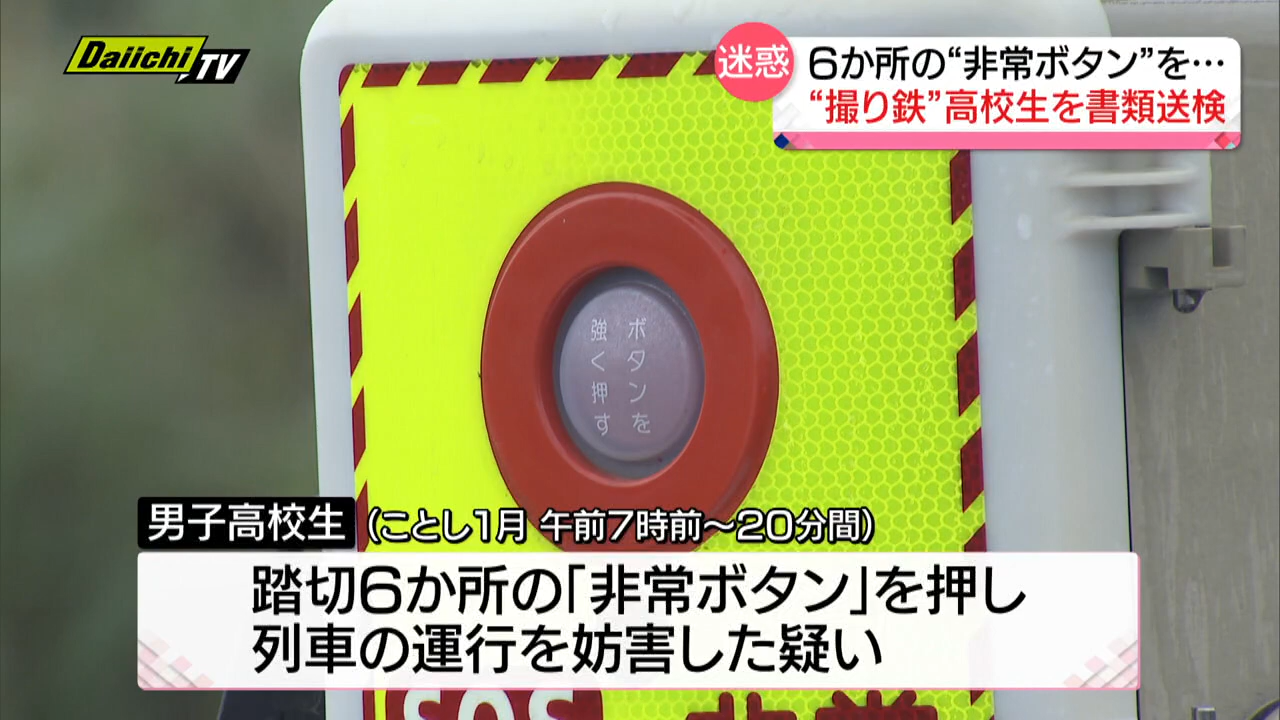 Daiichi-TV
迷惑
6か所の“非常ボタン”を…
“撮り鉄”高校生を書類送検
ボタンを
強く押す
男子高校生
(ことし1月 午前7時前～20分間)
踏切6か所の「非常ボタン」を押し
列車の運行を妨害した疑い
SOS 非常